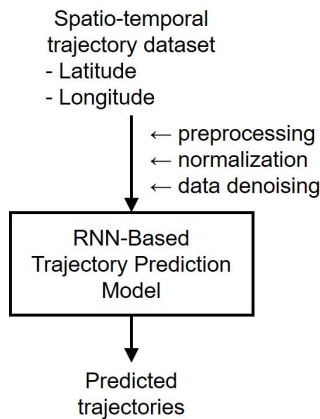 Spatio-temporal
trajectory dataset
- Latitude
- Longitude
← preprocessing
← normalization
← data denoising
RNN-Based
Trajectory Prediction
Model
Predicted
trajectories